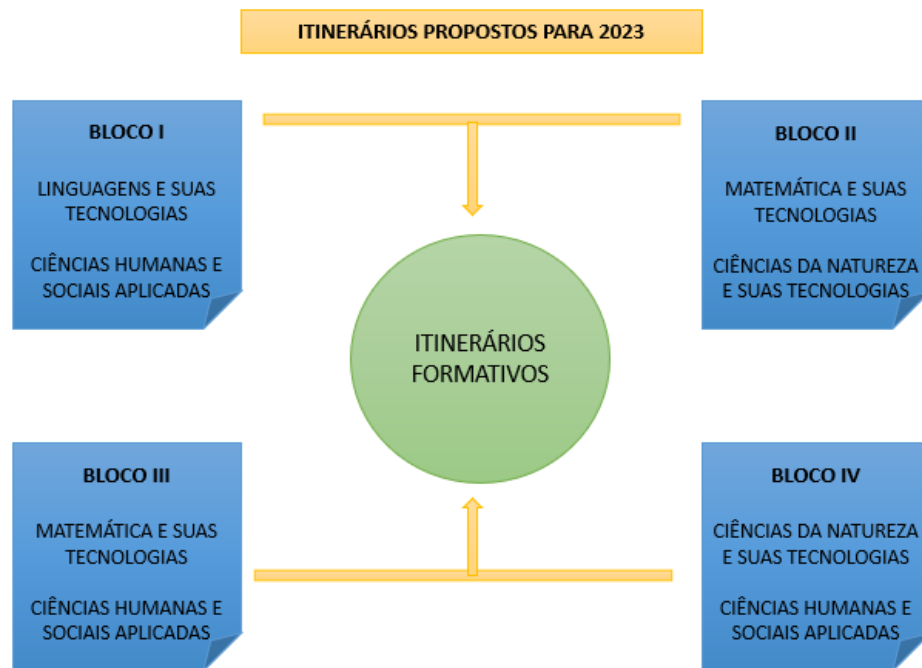 ITINERÁRIOS PROPOSTOS PARA 2023
BLOCO I
LINGUAGENS E SUAS
TECNOLOGIAS
CIÊNCIAS HUMANAS E
SOCIAIS APLICADAS
BLOCO II
MATEMÁTICA E SUAS
TECNOLOGIAS
CIÊNCIAS DA NATUREZA
E SUAS TECNOLOGIAS
ITINERÁRIOS
FORMATIVOS
BLOCO III
MATEMÁTICA E SUAS
TECNOLOGIAS
CIÊNCIAS HUMANAS E
SOCIAIS APLICADAS
BLOCO IV
CIÊNCIAS DA NATUREZA
E SUAS TECNOLOGIAS
CIÊNCIAS HUMANAS E
SOCIAIS APLICADAS